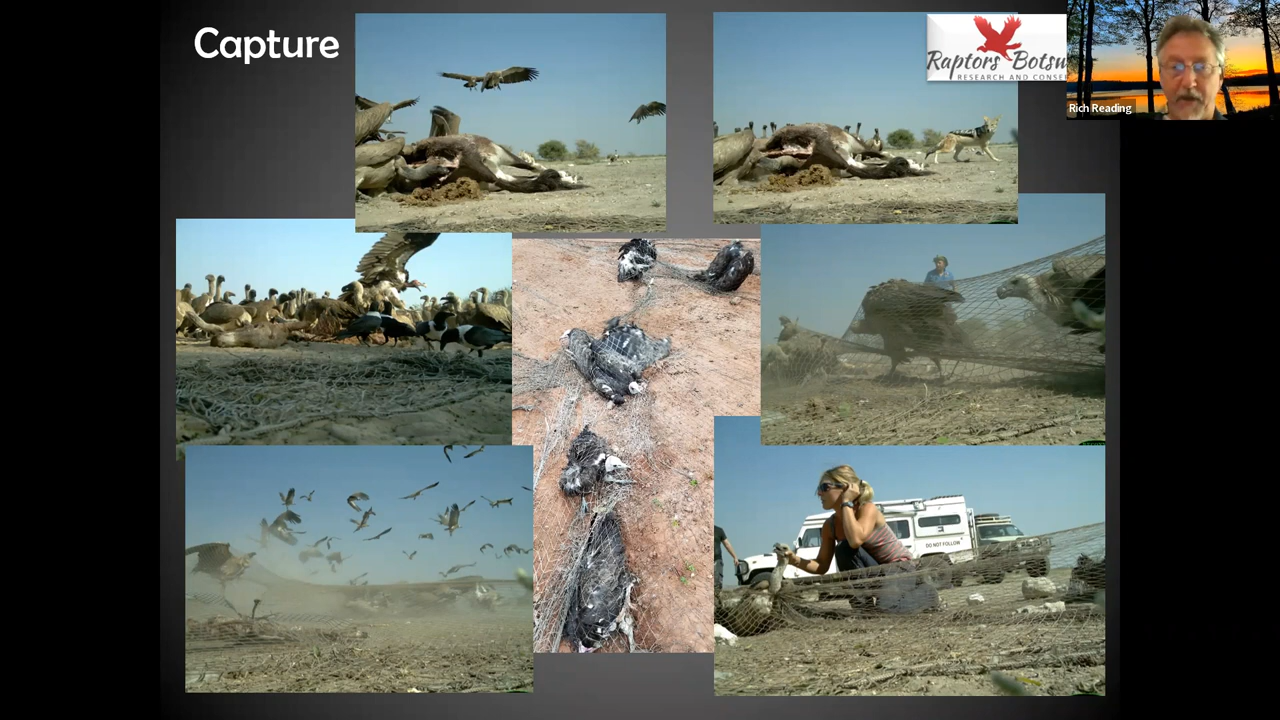 Capture
Raptors Botsw
RESEARCH AND CONSE
Rich Reading
DO NOT FOLLOW